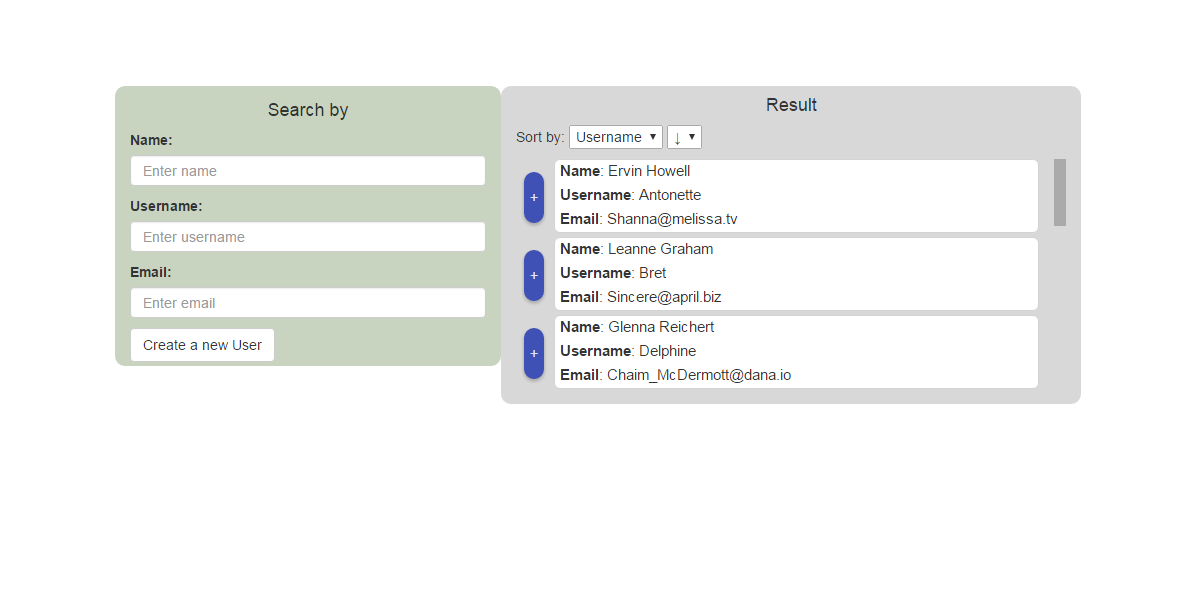 Search by
Name:
Enter name
Username:
Enter username
Email:
Enter email
Create a new User
Result
Sort by: Username ▼ ↓ ▼
+
Name: Ervin Howell
Username: Antonette
Email: Shanna@melissa.tv
+
Name: Leanne Graham
Username: Bret
Email: Sincere@april.biz
+
Name: Glenna Reichert
Username: Delphine
Email: Chaim_McDermott@dana.io